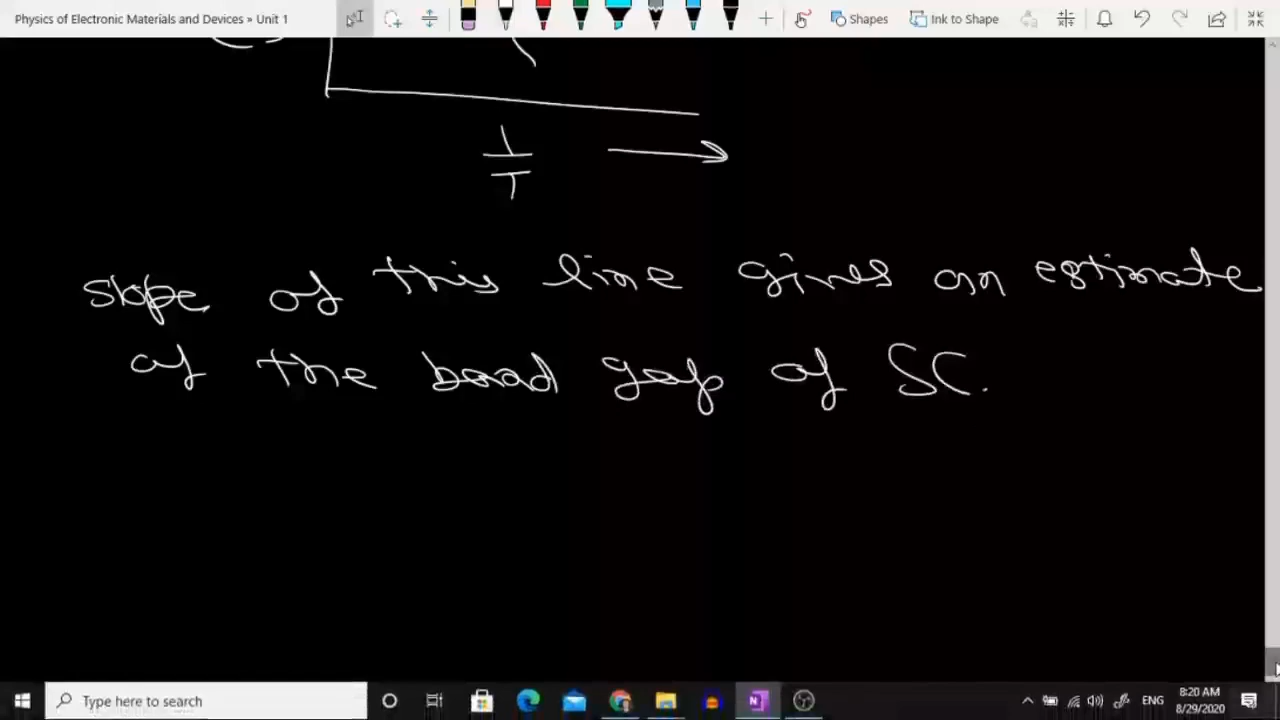 Physics of Electronic Materials and Devices » Unit 1
Shapes
Ink to Shape
1
T
slope of this line gives an estimate
of the band gap of SC.
Type here to search
ENG
8:20 AM
8/29/2020